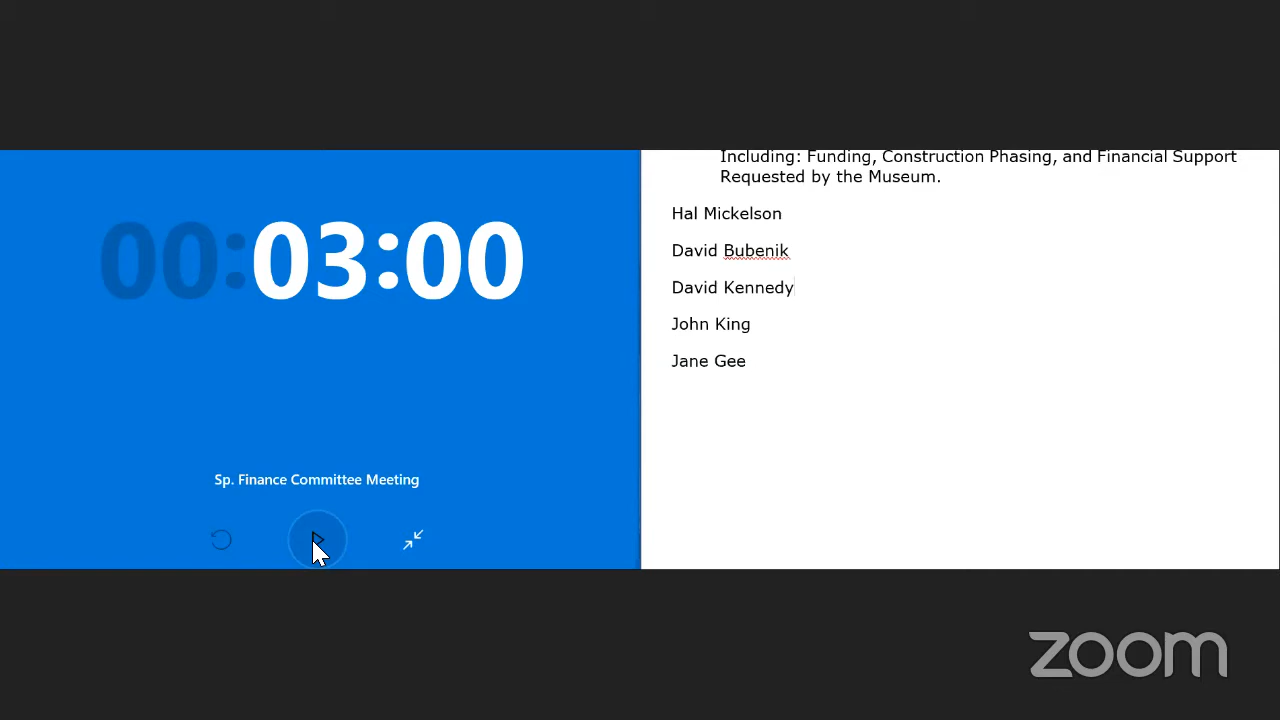 00:03:00
Sp. Finance Committee Meeting
Including: Funding, Construction Phasing, and Financial Support
Requested by the Museum.
Hal Mickelson
David Bubenik
David Kennedy
John King
Jane Gee
zoom